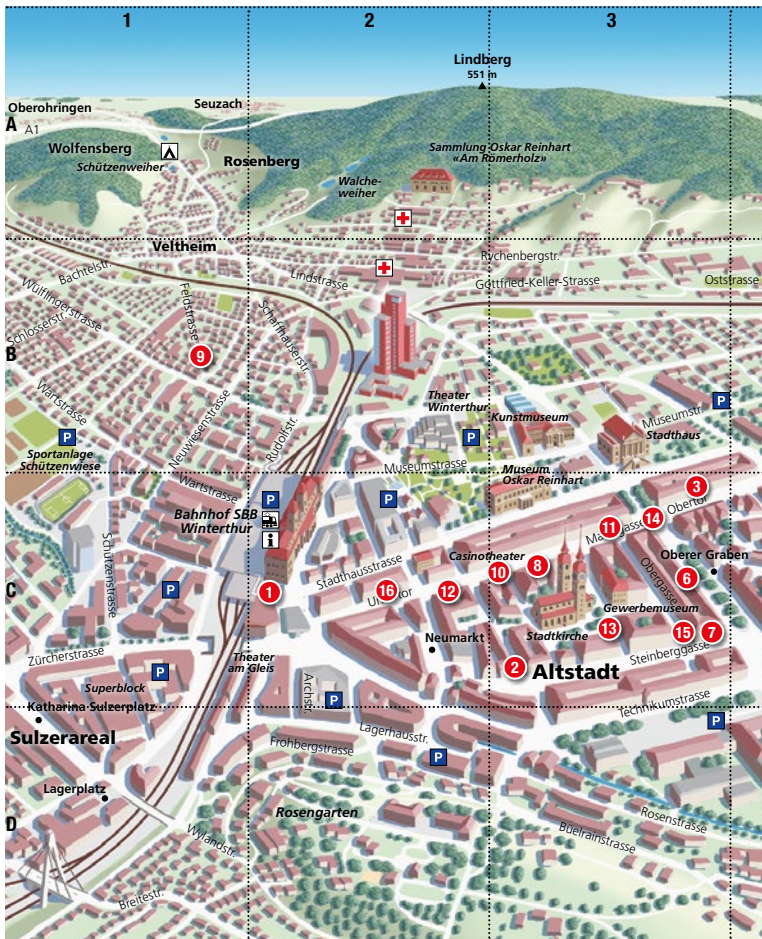 1
2
3
Lindberg
551 m
Oberohringen
Seuzach
A
A1
Wolfensberg
Schützenweiher
Rosenberg
Sammlung Oskar Reinhart
«Am Römerholz»
Walche-
weiher
Veltheim
Rychenbergstr.
Bachtelstr.
Lindstrasse
Gottfried-Keller-Strasse
Oststrasse
Wülflingerstrasse
Feldstrasse
Schaffhauserstr.
Schlosserstr.
B
9
Wartstrasse
Theater
Winterthur
Kunstmuseum
P
Museumstr.
Stadthaus
P
P
Neuwiesenstrasse
Rudolfstr.
Sportanlage
Schützenwiese
Museumstrasse
Museum
Oskar Reinhart
Wartstrasse
3
P
P
Obertor
Bahnhof SBB
Winterthur
14
11
i
Schützenstrasse
Casinotheater
Oberer Graben
Stadthausstrasse
10
8
6
Obergasse
C
P
1
16
12
Gewerbemuseum
Stadtkirche
13
15
7
Neumarkt
Zürcherstrasse
Theater
am Gleis
2
Altstadt
Steinberggasse
P
Superblock
Archstr.
P
Technikumstrasse
Katharina-Sulzerplatz
P
Sulzerareal
Lagerhausstr.
Frohbergstrasse
P
Lagerplatz
Rosengarten
Rosenstrasse
D
Wylandstr.
Büelrainstrasse
Breitestr.